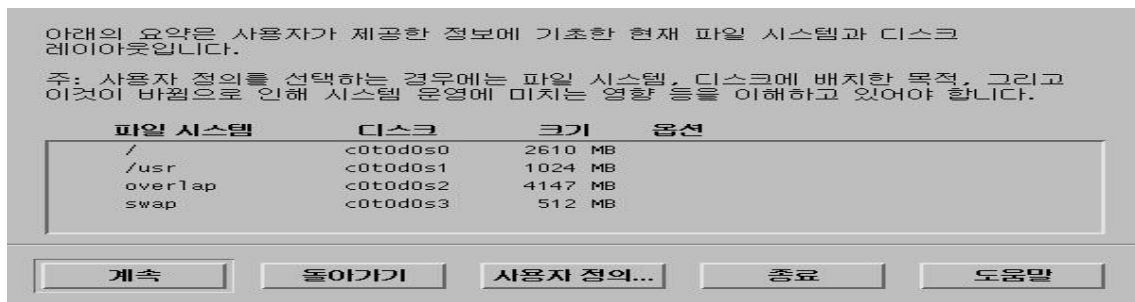 아래의 요약은 사용자가 제공한 정보에 기초한 현재 파일 시스템과 디스크
레이아웃입니다.
주: 사용자 정의를 선택하는 경우에는 파일 시스템, 디스크에 배치한 목적, 그리고
이것이 바뀜으로 인해 시스템 운영에 미치는 영향 등을 이해하고 있어야 합니다.
파일 시스템 디스크 크기 옵션
/ c0t0d0s0 2610 MB
/usr c0t0d0s1 1024 MB
overlap c0t0d0s2 4147 MB
swap c0t0d0s3 512 MB
계속 돌아가기 사용자 정의... 종료 도움말